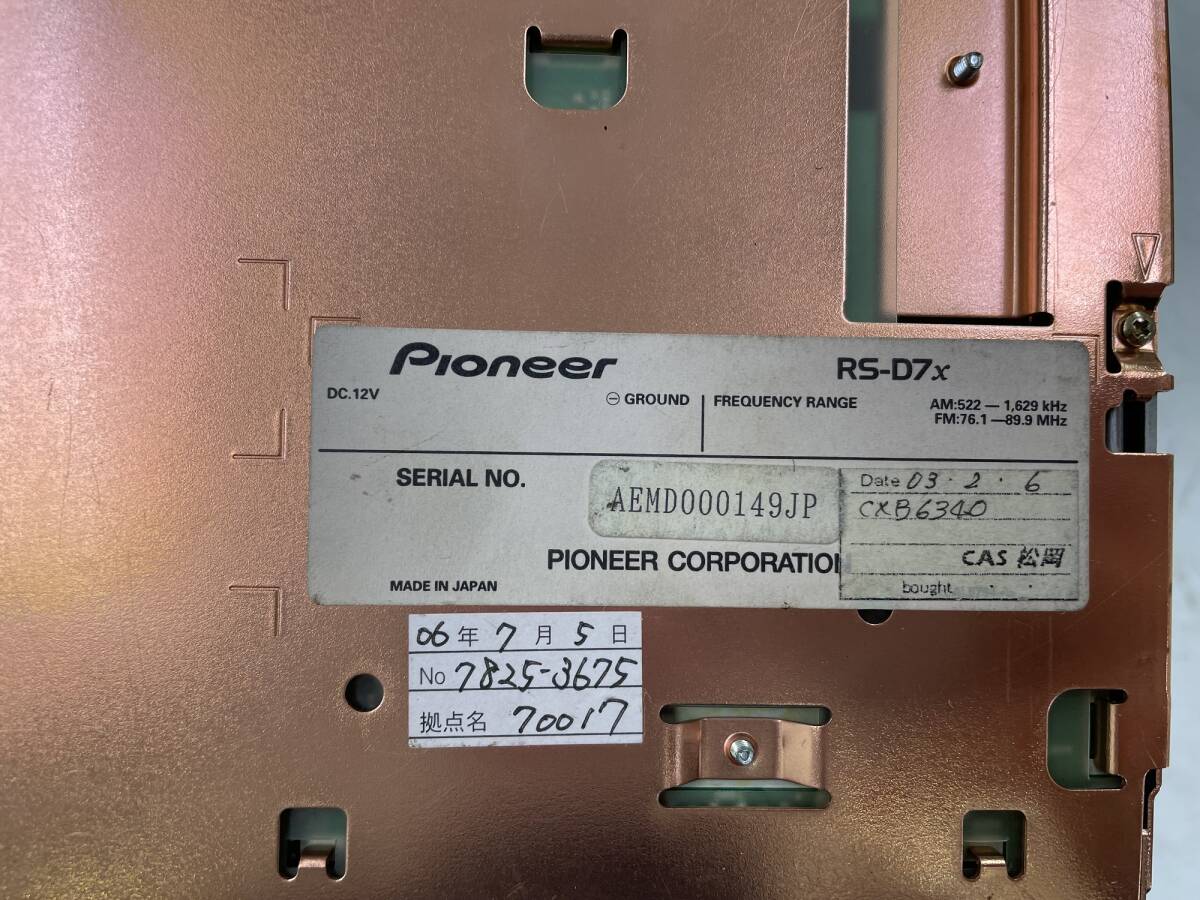 Pioneer
RS-D7x
DC.12V
⊖ GROUND
FREQUENCY RANGE
AM:522 — 1,629 kHz
FM:76.1 —89.9 MHz
SERIAL NO.
AEMD000149JP
PIONEER CORPORATIO
MADE IN JAPAN
Date 03・2・6
CXB6340
CAS 松岡
bought ・ ・
06年7月5日
No 7825-3675
拠点名 70017